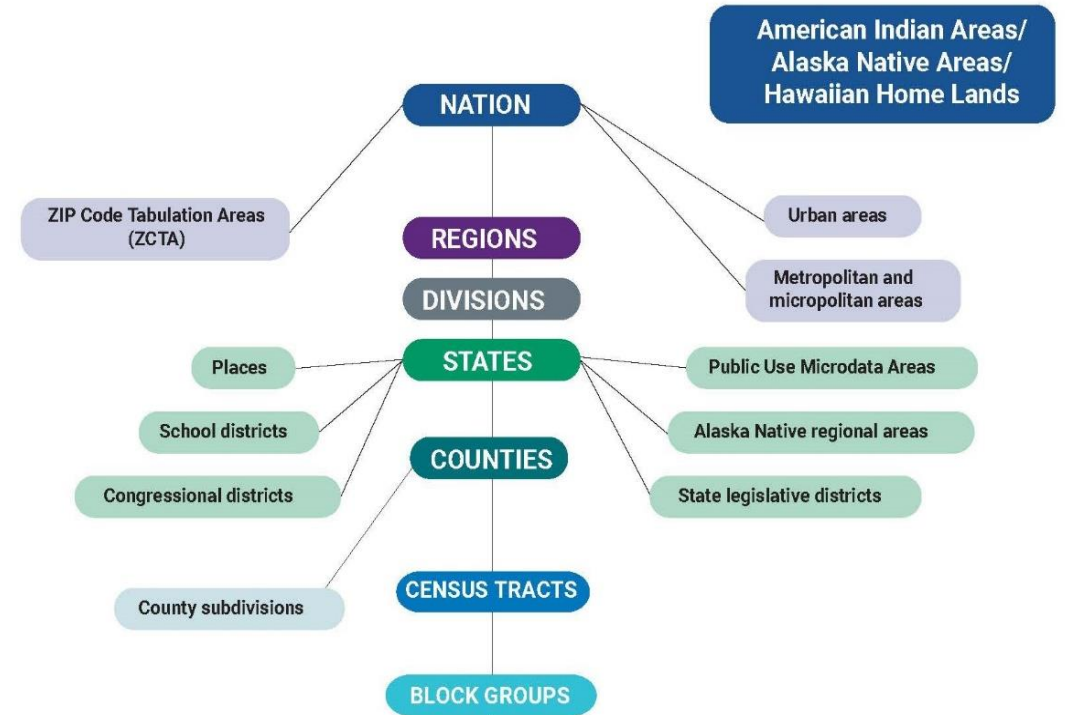 American Indian Areas/
Alaska Native Areas/
Hawaiian Home Lands
NATION
ZIP Code Tabulation Areas
(ZCTA)
Urban areas
REGIONS
Metropolitan and
micropolitan areas
DIVISIONS
STATES
Places
Public Use Microdata Areas
School districts
Alaska Native regional areas
COUNTIES
Congressional districts
State legislative districts
CENSUS TRACTS
County subdivisions
BLOCK GROUPS